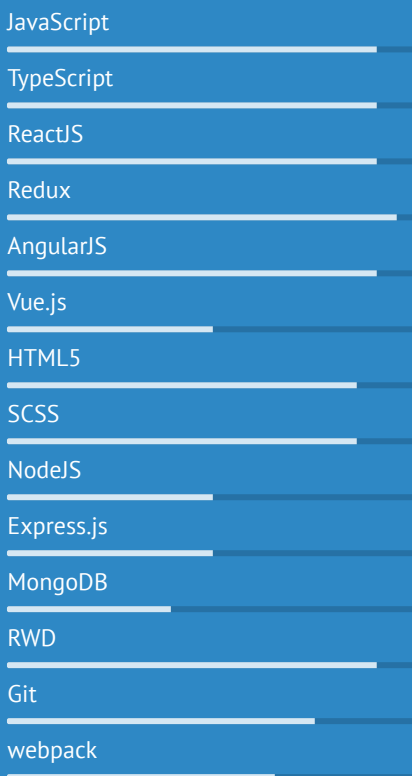 JavaScript
TypeScript
ReactJS
Redux
AngularJS
Vue.js
HTML5
SCSS
NodeJS
Express.js
MongoDB
RWD
Git
webpack